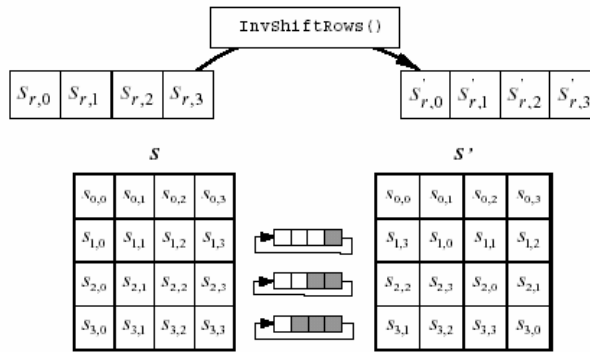 InvShiftRows()
S_{r,0} S_{r,1} S_{r,2} S_{r,3} S'_{r,0} S'_{r,1} S'_{r,2} S'_{r,3}
S S'
S_{0,0} S_{0,1} S_{0,2} S_{0,3} S_{0,0} S_{0,1} S_{0,2} S_{0,3}
S_{1,0} S_{1,1} S_{1,2} S_{1,3} S_{1,3} S_{1,0} S_{1,1} S_{1,2}
S_{2,0} S_{2,1} S_{2,2} S_{2,3} S_{2,2} S_{2,3} S_{2,0} S_{2,1}
S_{3,0} S_{3,1} S_{3,2} S_{3,3} S_{3,1} S_{3,2} S_{3,3} S_{3,0}